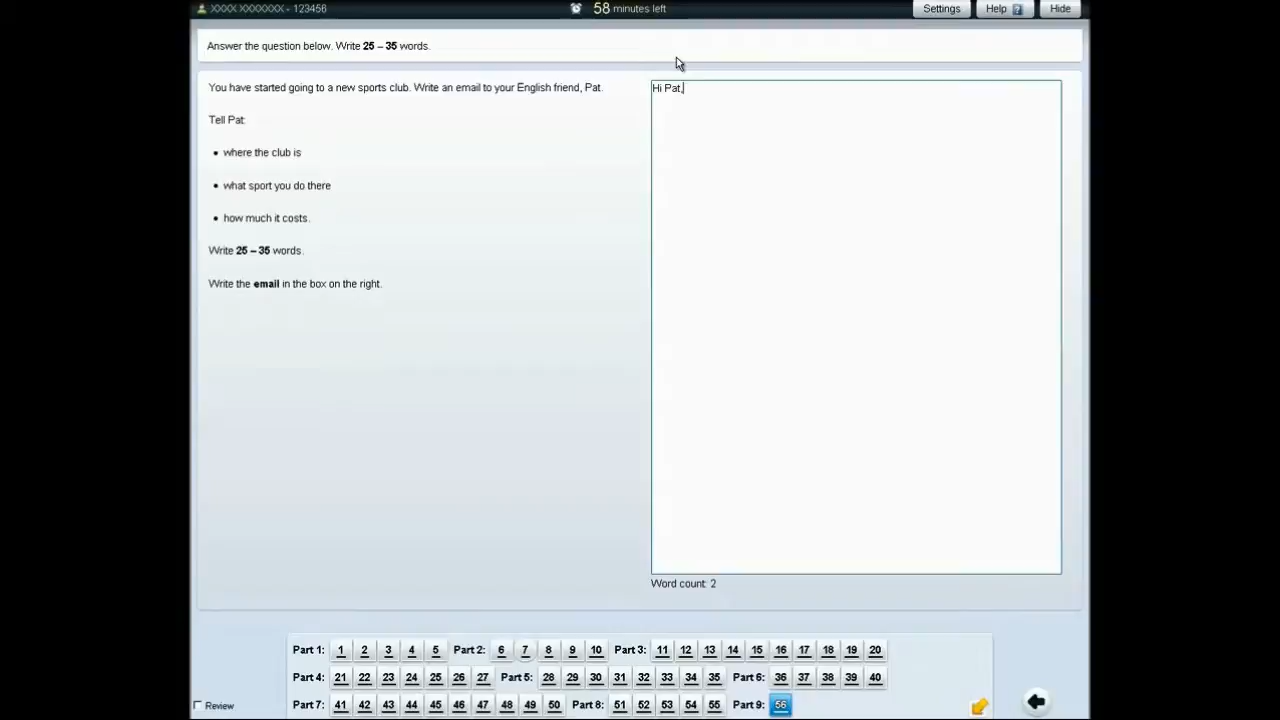 XXXX XXXXXXX - 123456 58 minutes left Settings Help ? Hide
Answer the question below. Write 25 – 35 words.
You have started going to a new sports club. Write an email to your English friend, Pat.
Tell Pat:
• where the club is
• what sport you do there
• how much it costs.
Write 25 – 35 words.
Write the email in the box on the right.
Hi Pat,
Word count: 2
Part 1: 1 2 3 4 5 Part 2: 6 7 8 9 10 Part 3: 11 12 13 14 15 16 17 18 19 20
Part 4: 21 22 23 24 25 26 27 Part 5: 28 29 30 31 32 33 34 35 Part 6: 36 37 38 39 40
Review Part 7: 41 42 43 44 45 46 47 48 49 50 Part 8: 51 52 53 54 55 Part 9: 56